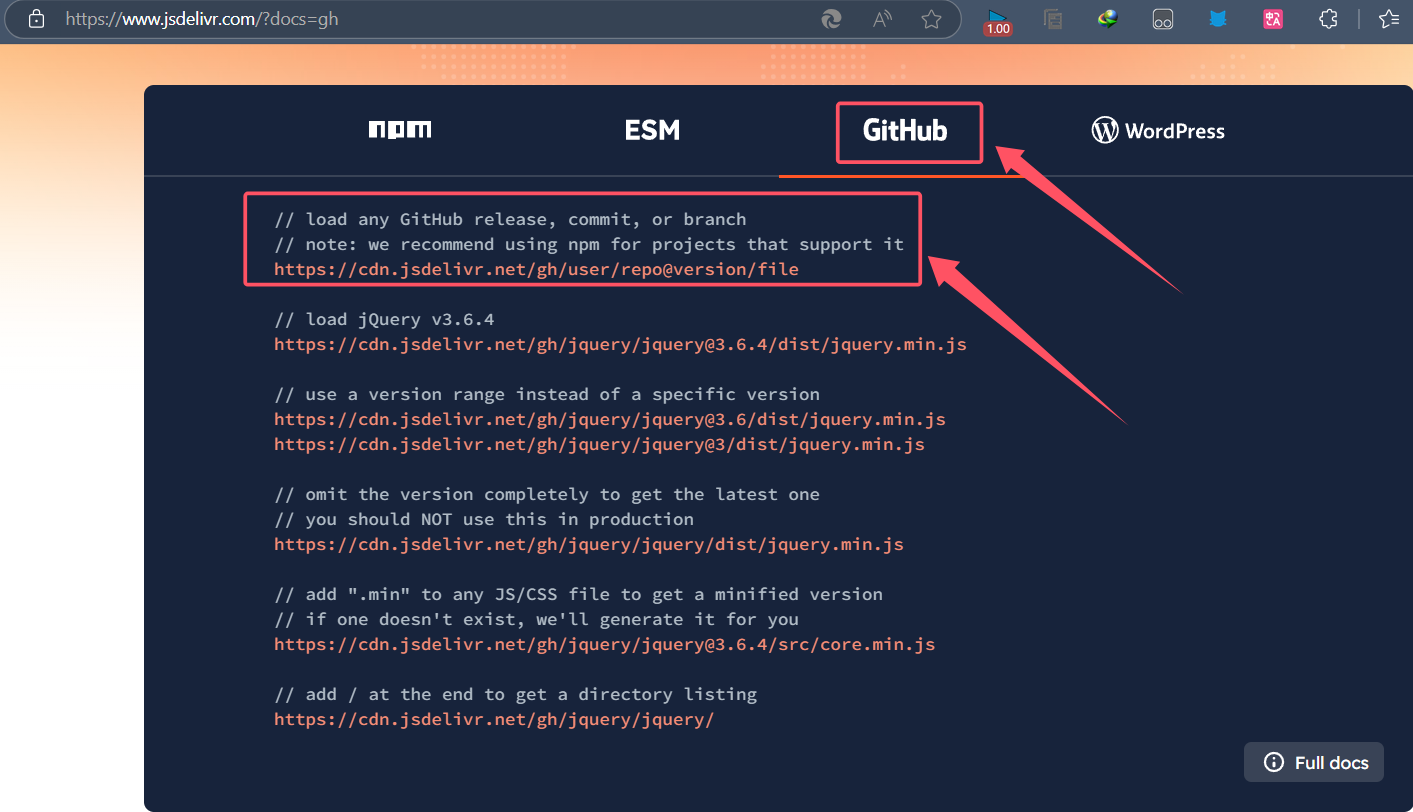 https://www.jsdelivr.com/?docs=gh
1.00
npm
ESM
GitHub
WordPress
// load any GitHub release, commit, or branch
// note: we recommend using npm for projects that support it
https://cdn.jsdelivr.net/gh/user/repo@version/file
// load jQuery v3.6.4
https://cdn.jsdelivr.net/gh/jquery/jquery@3.6.4/dist/jquery.min.js
// use a version range instead of a specific version
https://cdn.jsdelivr.net/gh/jquery/jquery@3.6/dist/jquery.min.js
https://cdn.jsdelivr.net/gh/jquery/jquery@3/dist/jquery.min.js
// omit the version completely to get the latest one
// you should NOT use this in production
https://cdn.jsdelivr.net/gh/jquery/jquery/dist/jquery.min.js
// add ".min" to any JS/CSS file to get a minified version
// if one doesn't exist, we'll generate it for you
https://cdn.jsdelivr.net/gh/jquery/jquery@3.6.4/src/core.min.js
// add / at the end to get a directory listing
https://cdn.jsdelivr.net/gh/jquery/jquery/
Full docs